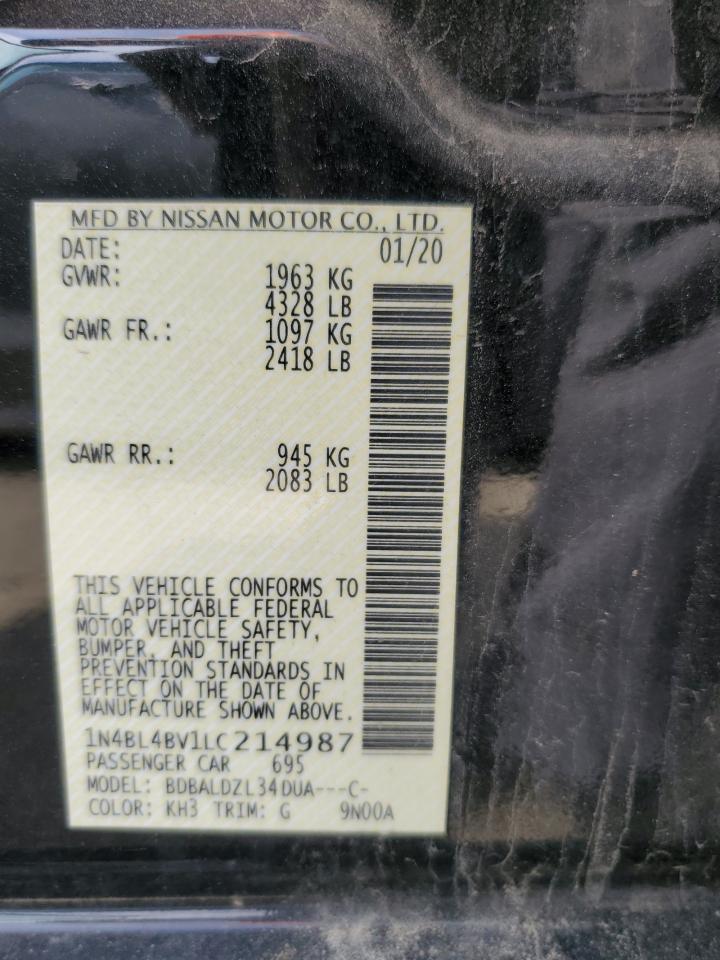 MFD BY NISSAN MOTOR CO., LTD.
DATE: 01/20
GVWR: 1963 KG
4328 LB
GAWR FR.: 1097 KG
2418 LB
GAWR RR.: 945 KG
2083 LB
THIS VEHICLE CONFORMS TO
ALL APPLICABLE FEDERAL
MOTOR VEHICLE SAFETY,
BUMPER, AND THEFT
PREVENTION STANDARDS IN
EFFECT ON THE DATE OF
MANUFACTURE SHOWN ABOVE.
1N4BL4BV1LC214987
PASSENGER CAR 695
MODEL: BDBALDZL34DUA---C-
COLOR: KH3 TRIM: G 9N00A